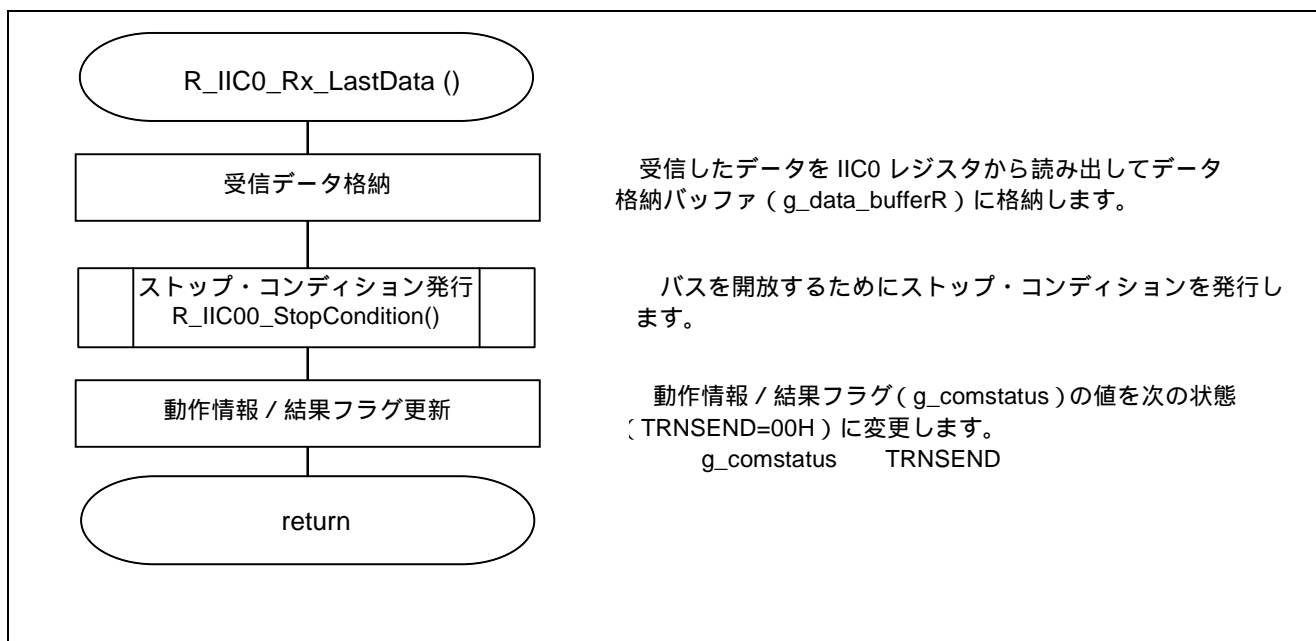 R_IIC0_Rx_LastData ()
受信データ格納
受信したデータを IIC0 レジスタから読み出してデータ
格納バッファ ( g_data_bufferR ) に格納します。
ストップ・コンディション発行
R_IIC00_StopCondition()
バスを開放するためにストップ・コンディションを発行し
ます。
動作情報 / 結果フラグ更新
動作情報 / 結果フラグ ( g_comstatus ) の値を次の状態
( TRNSEND=00H ) に変更します。
g_comstatus TRNSEND
return